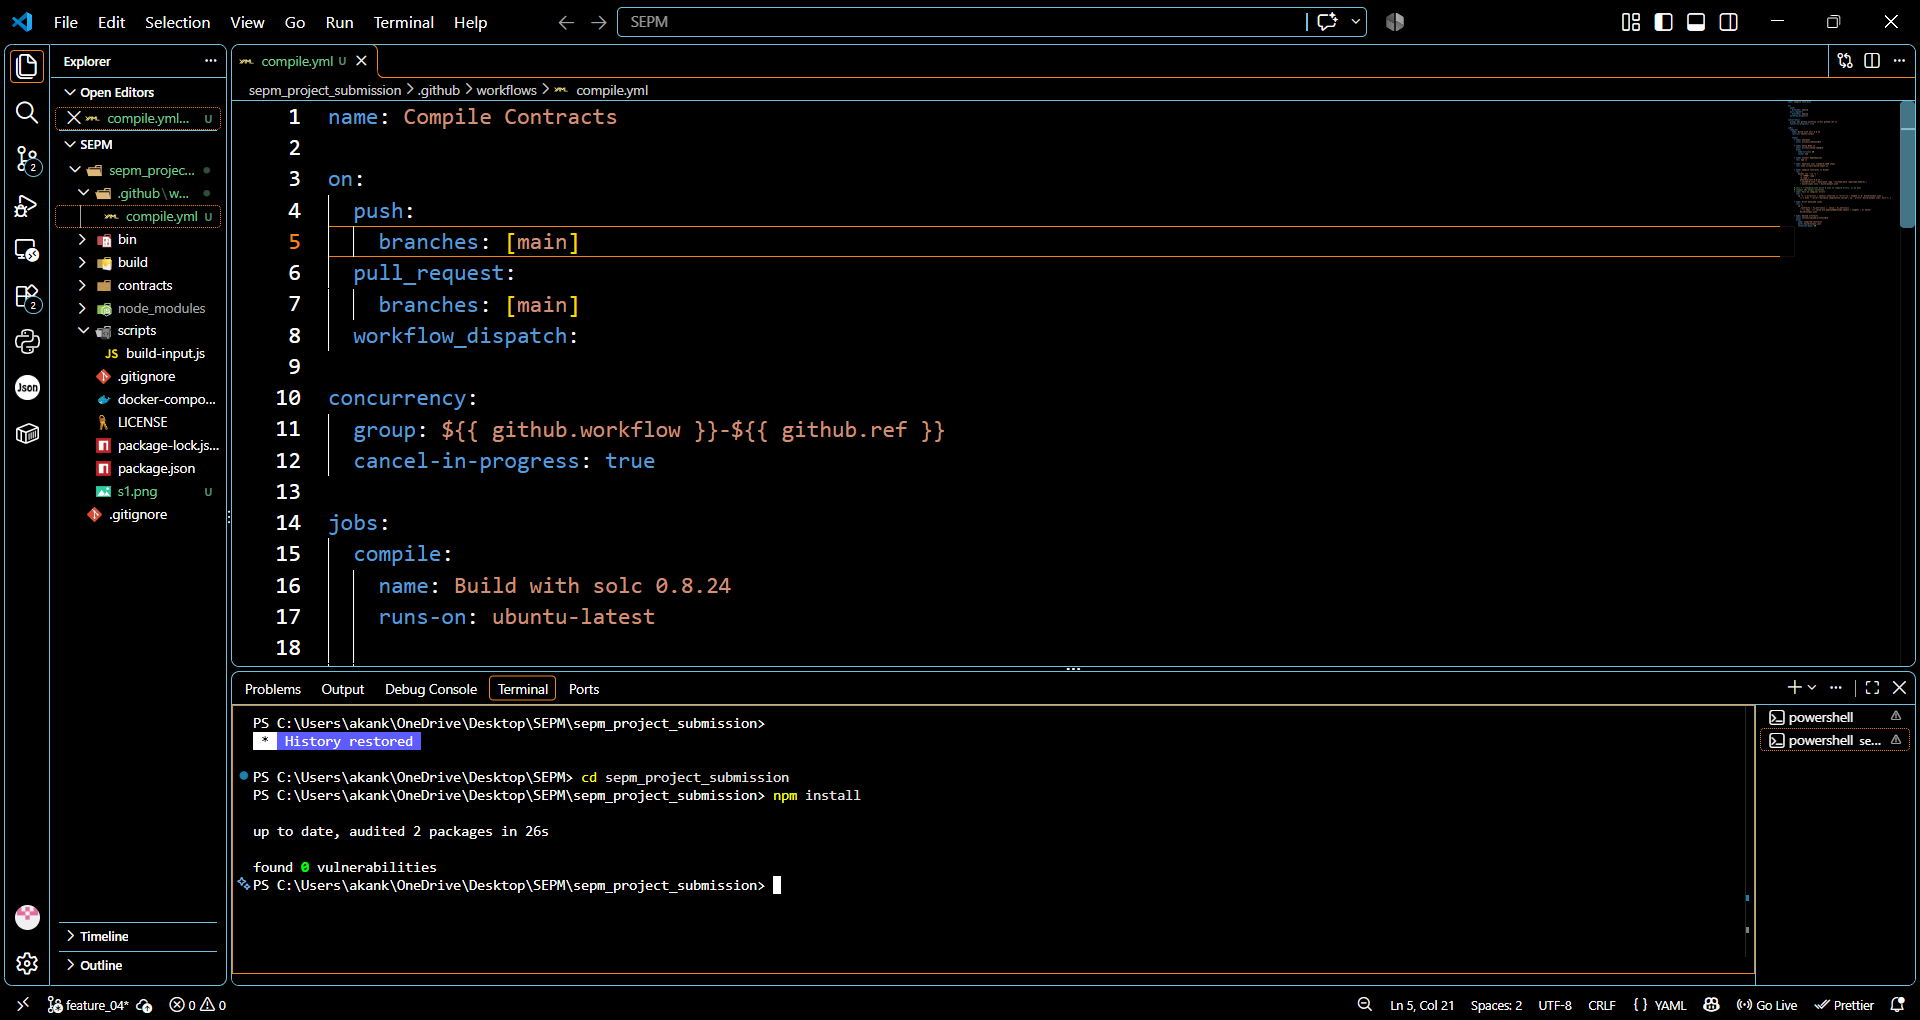 File Edit Selection View Go Run Terminal Help
SEPM
Explorer
Open Editors
compile.yml... U
SEPM
sepm_projec...
.github\w...
compile.yml U
bin
build
contracts
node_modules
scripts
JS build-input.js
.gitignore
docker-compo...
LICENSE
package-lock.js...
package.json
s1.png U
.gitignore
Timeline
Outline
2
2
Json
compile.yml U
sepm_project_submission > .github > workflows > compile.yml
1 name: Compile Contracts
2
3 on:
4 push:
5 branches: [main]
6 pull_request:
7 branches: [main]
8 workflow_dispatch:
9
10 concurrency:
11 group: ${{ github.workflow }}-${{ github.ref }}
12 cancel-in-progress: true
13
14 jobs:
15 compile:
16 name: Build with solc 0.8.24
17 runs-on: ubuntu-latest
18
Problems Output Debug Console Terminal Ports
PS C:\Users\akank\OneDrive\Desktop\SEPM\sepm_project_submission>
* History restored
PS C:\Users\akank\OneDrive\Desktop\SEPM> cd sepm_project_submission
PS C:\Users\akank\OneDrive\Desktop\SEPM\sepm_project_submission> npm install
up to date, audited 2 packages in 26s
found 0 vulnerabilities
PS C:\Users\akank\OneDrive\Desktop\SEPM\sepm_project_submission>
powershell
powershell se...
feature_04* 0 0
Ln 5, Col 21 Spaces: 2 UTF-8 CRLF {} YAML Go Live Prettier